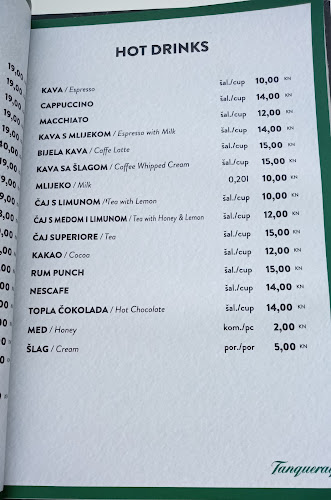 HOT DRINKS
KAVA / Espresso šal./cup 10,00 KN
CAPPUCCINO šal./cup 14,00 KN
MACCHIATO šal./cup 12,00 KN
KAVA S MLIJEKOM / Espresso with Milk šal./cup 14,00 KN
BIJELA KAVA / Caffe Latte šal./cup 15,00 KN
KAVA SA ŠLAGOM / Coffee Whipped Cream šal./cup 15,00 KN
MLIJEKO / Milk 0,20l 10,00 KN
ČAJ S LIMUNOM / Tea with Lemon šal./cup 10,00 KN
ČAJ S MEDOM I LIMUNOM / Tea with Honey & Lemon šal./cup 12,00 KN
ČAJ SUPERIORE / Tea šal./cup 15,00 KN
KAKAO / Cocoa šal./cup 12,00 KN
RUM PUNCH šal./cup 15,00 KN
NESCAFE šal./cup 14,00 KN
TOPLA ČOKOLADA / Hot Chocolate šal./cup 14,00 KN
MED / Honey kom./pc 2,00 KN
ŠLAG / Cream por./por 5,00 KN